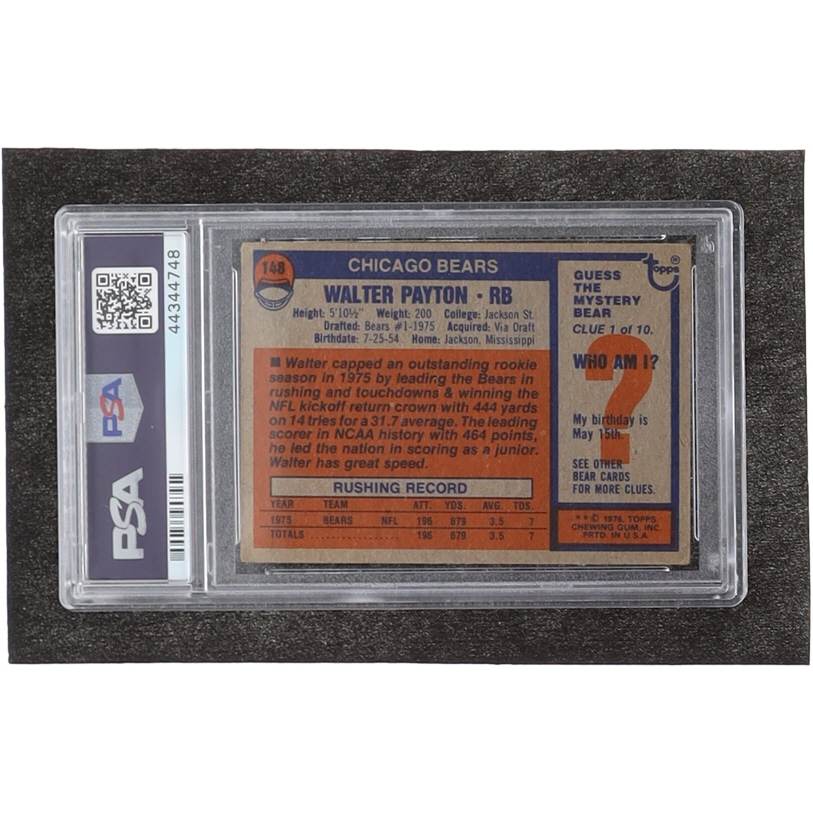 44344748
PSA
PSA
148
CHICAGO BEARS
WALTER PAYTON • RB
Height: 5'10½" Weight: 200 College: Jackson St.
Drafted: Bears #1-1975 Acquired: Via Draft
Birthdate: 7-25-54 Home: Jackson, Mississippi
■ Walter capped an outstanding rookie
season in 1975 by leading the Bears in
rushing and touchdowns & winning the
NFL kickoff return crown with 444 yards
on 14 tries for a 31.7 average. The leading
scorer in NCAA history with 464 points,
he led the nation in scoring as a junior.
Walter has great speed.
RUSHING RECORD
YEAR TEAM ATT. YDS. AVG. TDS.
1975 BEARS NFL 196 679 3.5 7
TOTALS 196 679 3.5 7
topps®
GUESS
THE
MYSTERY
BEAR
CLUE 1 of 10.
WHO AM I?
?
My birthday is
May 15th.
SEE OTHER
BEAR CARDS
FOR MORE CLUES.
**© 1976, TOPPS
CHEWING GUM, INC.
PRTD. IN U.S.A.